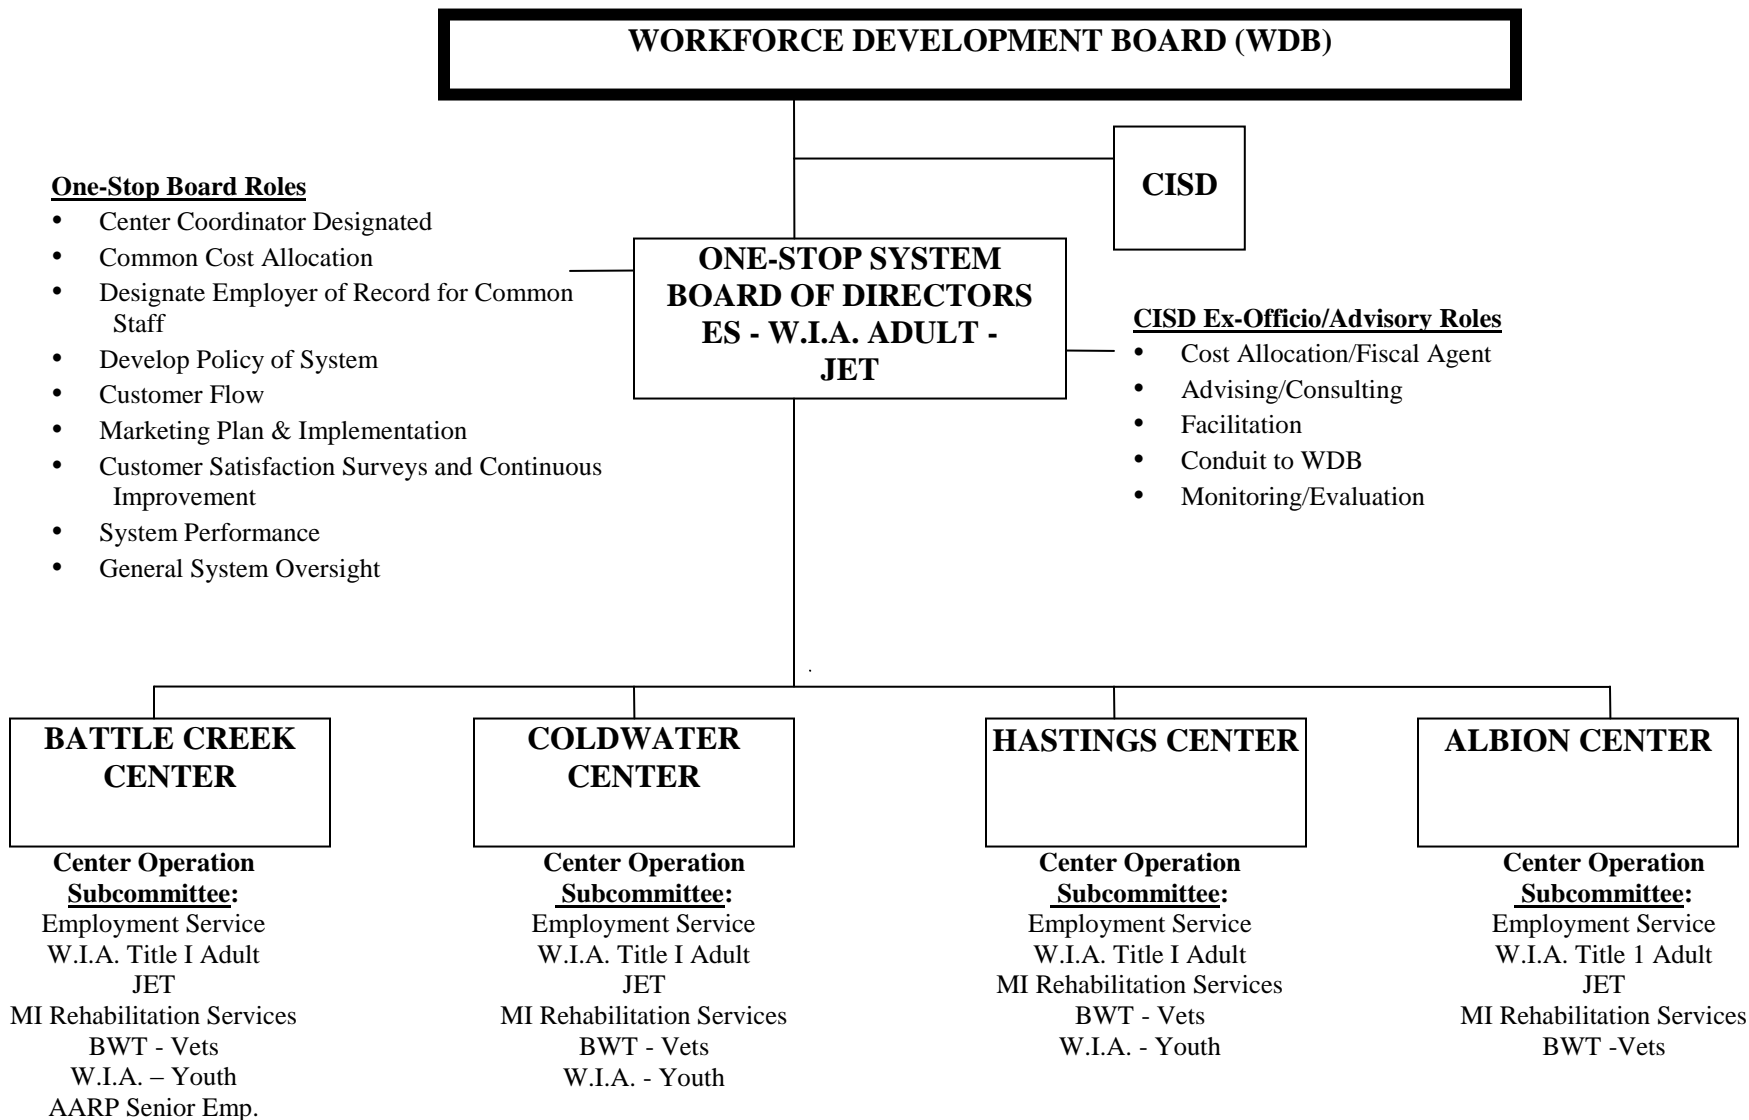 WORKFORCE DEVELOPMENT BOARD (WDB)
CISD
One-Stop Board Roles
• Center Coordinator Designated
• Common Cost Allocation
• Designate Employer of Record for Common
Staff
• Develop Policy of System
• Customer Flow
• Marketing Plan & Implementation
• Customer Satisfaction Surveys and Continuous
Improvement
• System Performance
• General System Oversight
ONE-STOP SYSTEM
BOARD OF DIRECTORS
ES - W.I.A. ADULT -
JET
CISD Ex-Officio/Advisory Roles
• Cost Allocation/Fiscal Agent
• Advising/Consulting
• Facilitation
• Conduit to WDB
• Monitoring/Evaluation
BATTLE CREEK
CENTER
Center Operation
Subcommittee:
Employment Service
W.I.A. Title I Adult
JET
MI Rehabilitation Services
BWT - Vets
W.I.A. – Youth
AARP Senior Emp.
COLDWATER
CENTER
Center Operation
Subcommittee:
Employment Service
W.I.A. Title I Adult
JET
MI Rehabilitation Services
BWT - Vets
W.I.A. - Youth
HASTINGS CENTER
Center Operation
Subcommittee:
Employment Service
W.I.A. Title I Adult
MI Rehabilitation Services
BWT - Vets
W.I.A. - Youth
ALBION CENTER
Center Operation
Subcommittee:
Employment Service
W.I.A. Title 1 Adult
JET
MI Rehabilitation Services
BWT -Vets